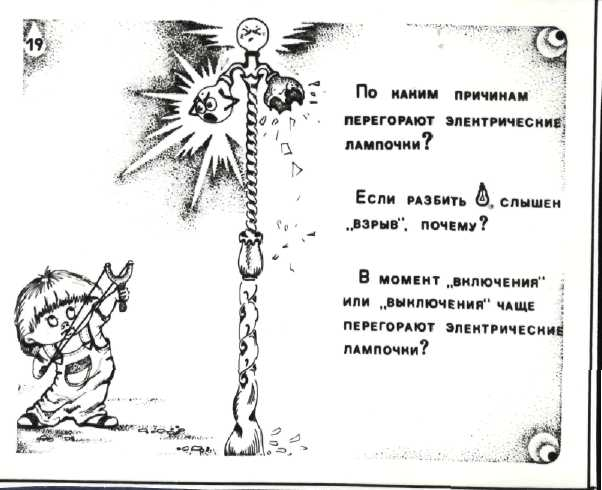 19
По каким причинам
перегорают электрические
лампочки?
Если разбить слышен
„взрыв“, почему?
В момент „включения“
или „выключения“ чаще
перегорают электрические
лампочки?